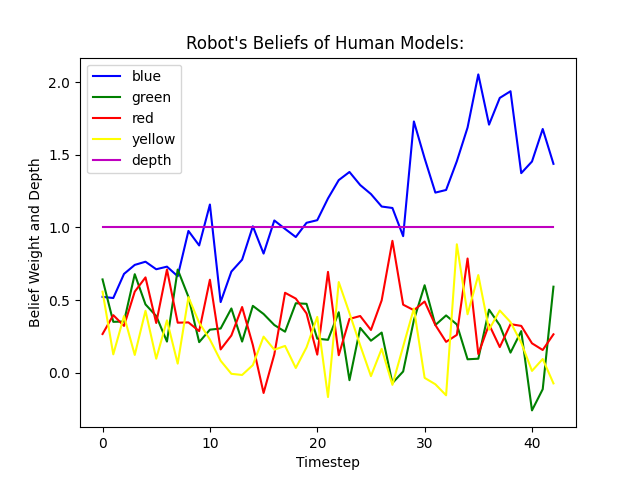 Robot's Beliefs of Human Models:
blue
green
red
yellow
depth
Belief Weight and Depth
2.0
1.5
1.0
0.5
0.0
0 10 20 30 40
Timestep